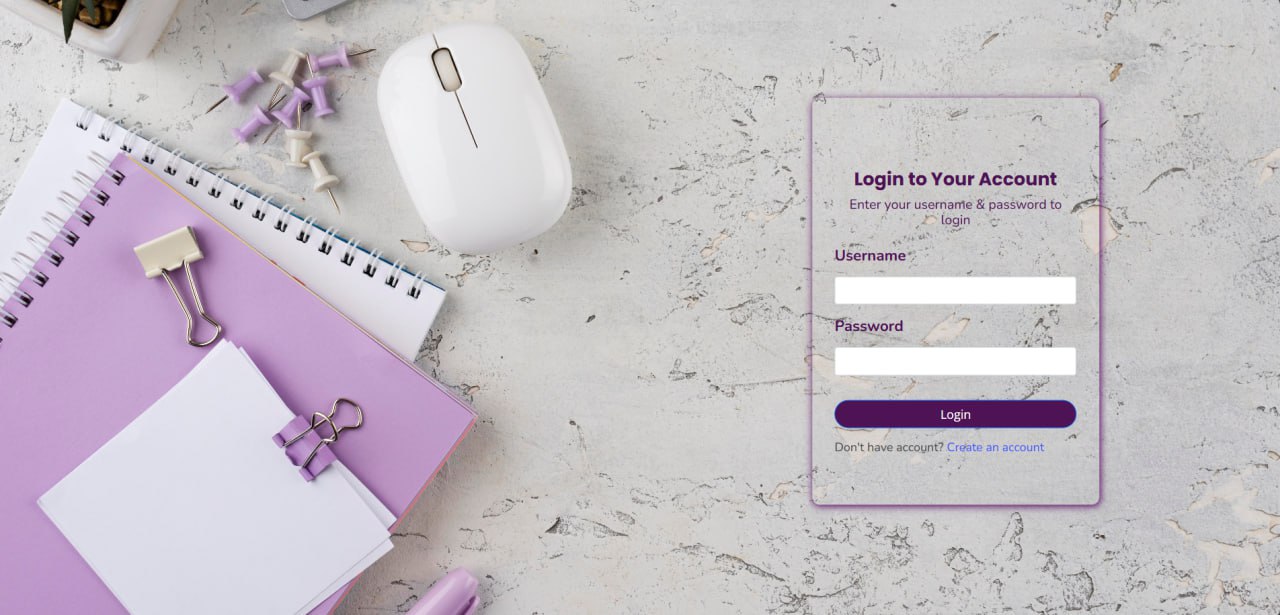 Login to Your Account
Enter your username & password to
login
Username
Password
Login
Don't have account? Create an account